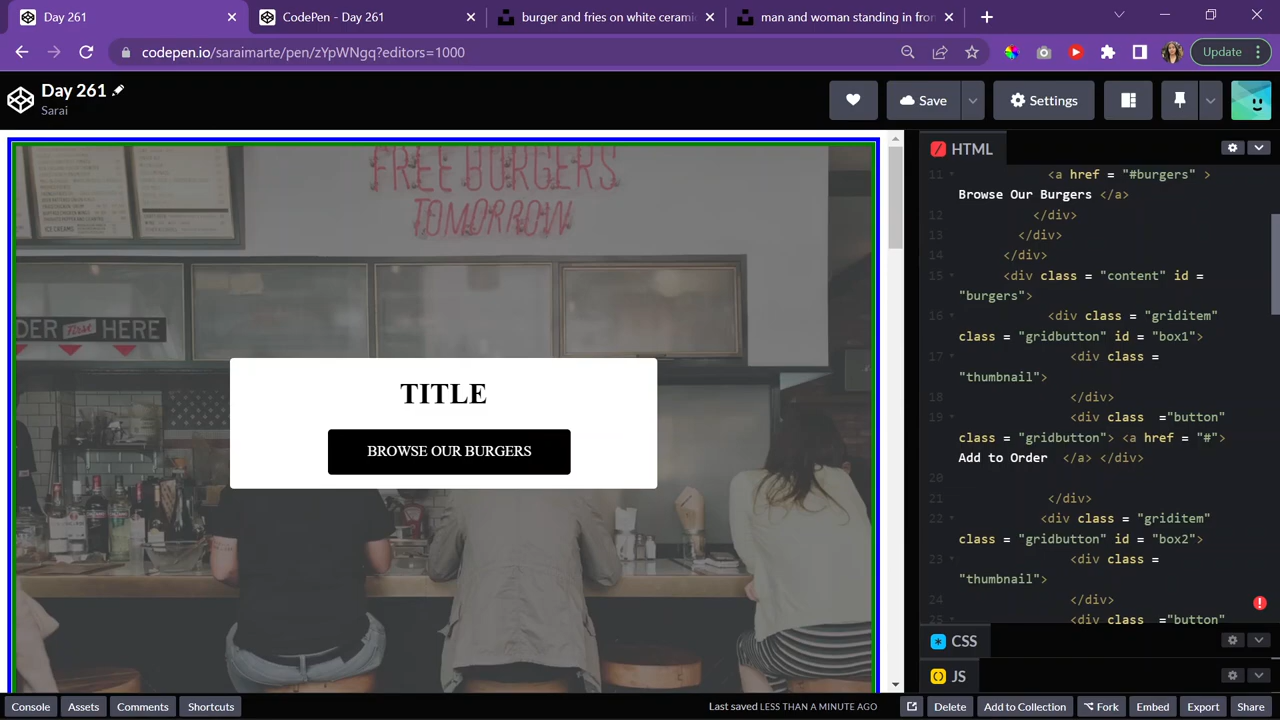 Day 261
CodePen - Day 261
burger and fries on white cerami
man and woman standing in fron
codepen.io/saraimarte/pen/zYpWNgq?editors=1000
Update
Day 261
Sarai
Save
Settings
FREE BURGERS
TOMORROW
DER First HERE
TITLE
BROWSE OUR BURGERS
HTML
11 <a href = "#burgers" >
Browse Our Burgers </a>
12 </div>
13 </div>
14 </div>
15 <div class = "content" id =
"burgers">
16 <div class = "griditem"
class = "gridbutton" id = "box1">
17 <div class =
"thumbnail">
18 </div>
19 <div class  ="button"
class = "gridbutton"> <a href = "#">
Add to Order  </a> </div>
20
21 </div>
22 <div class = "griditem"
class = "gridbutton" id = "box2">
23 <div class =
"thumbnail">
24 </div>
<div class  ="button"
CSS
JS
Console
Assets
Comments
Shortcuts
Last saved LESS THAN A MINUTE AGO
Delete
Add to Collection
Fork
Embed
Export
Share